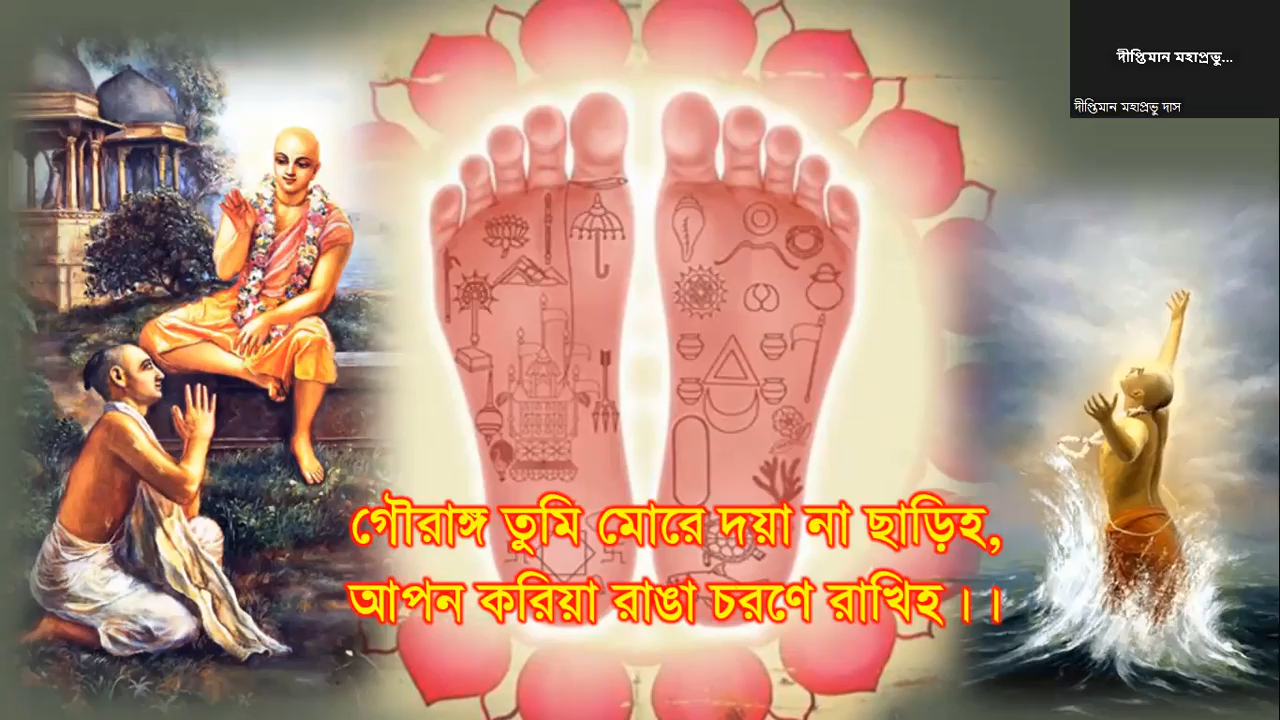 দীপ্তিমান মহাপ্রভু...
দীপ্তিমান মহাপ্রভু দাস
গৌরাঙ্গ তুমি মোরে দয়া না ছাড়িহ,
আপন করিয়া রাঙা চরণে রাখিহ।।